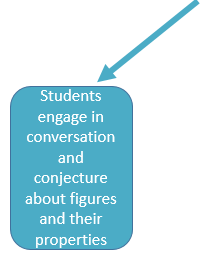 Students
engage in
conversation
and
conjecture
about figures
and their
properties